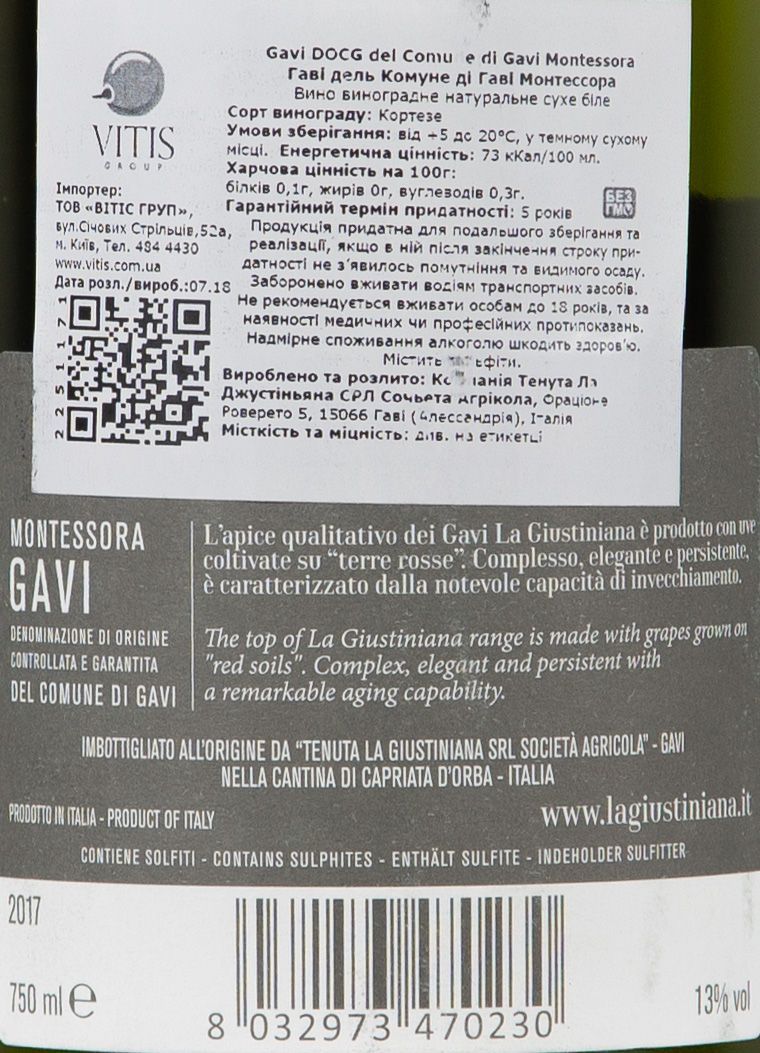 Gavi DOCG del Comu e di Gavi Montessora
Гаві дель Комуне ді Гаві Монтессора
Вино виноградне натуральне сухе біле
VITIS
GROUP
Сорт винограду: Кортезе
Умови зберігання: від +5 до 20°C, у темному сухому
місці. Енергетична цінність: 73 кКал/100 мл.
Харчова цінність на 100г:
білків 0,1г, жирів 0г, вуглеводів 0,3г.
БЕЗ
ГМО
Гарантійний термін придатності: 5 років
Імпортер:
ТОВ «ВІТІС ГРУП»,
вул.Січових Стрільців,52а,
м. Київ, Тел. 484 4430
www.vitis.com.ua
Дата розл./вироб.:07.18
Продукція придатна для подальшого зберігання та
реалізації, якщо в ній після закінчення строку при-
датності не з'явилось помутніння та видимого осаду.
Заборонено вживати водіям транспортних засобів.
Не рекомендується вживати особам до 18 років, та за
наявності медичних чи професійних протипоказань.
Надмірне споживання алкоголю шкодить здоров'ю.
Містить
2251171
Вироблено та розлито: Компанія Тенута Ла
Джустіньяна СРЛ Сочьета Агрікола, Фраціоне
Роверето 5, 15066 Гаві (Алессандрія), Італія
Місткість та міцність: див. на етикетці
MONTESSORA
GAVI
DENOMINAZIONE DI ORIGINE
CONTROLLATA E GARANTITA
DEL COMUNE DI GAVI
L'apice qualitativo dei Gavi La Giustiniana è prodotto con uve
coltivate su "terre rosse". Complesso, elegante e persistente,
è caratterizzato dalla notevole capacità di invecchiamento.
The top of La Giustiniana range is made with grapes grown on
"red soils". Complex, elegant and persistent with
a remarkable aging capability.
IMBOTTIGLIATO ALL'ORIGINE DA "TENUTA LA GIUSTINIANA SRL SOCIETÀ AGRICOLA" - GAVI
NELLA CANTINA DI CAPRIATA D'ORBA - ITALIA
PRODOTTO IN ITALIA - PRODUCT OF ITALY
www.lagiustiniana.it
CONTIENE SOLFITI - CONTAINS SULPHITES - ENTHÄLT SULFITE - INDEHOLDER SULFITTER
2017
750 ml e
13% vol
8 032973 470230